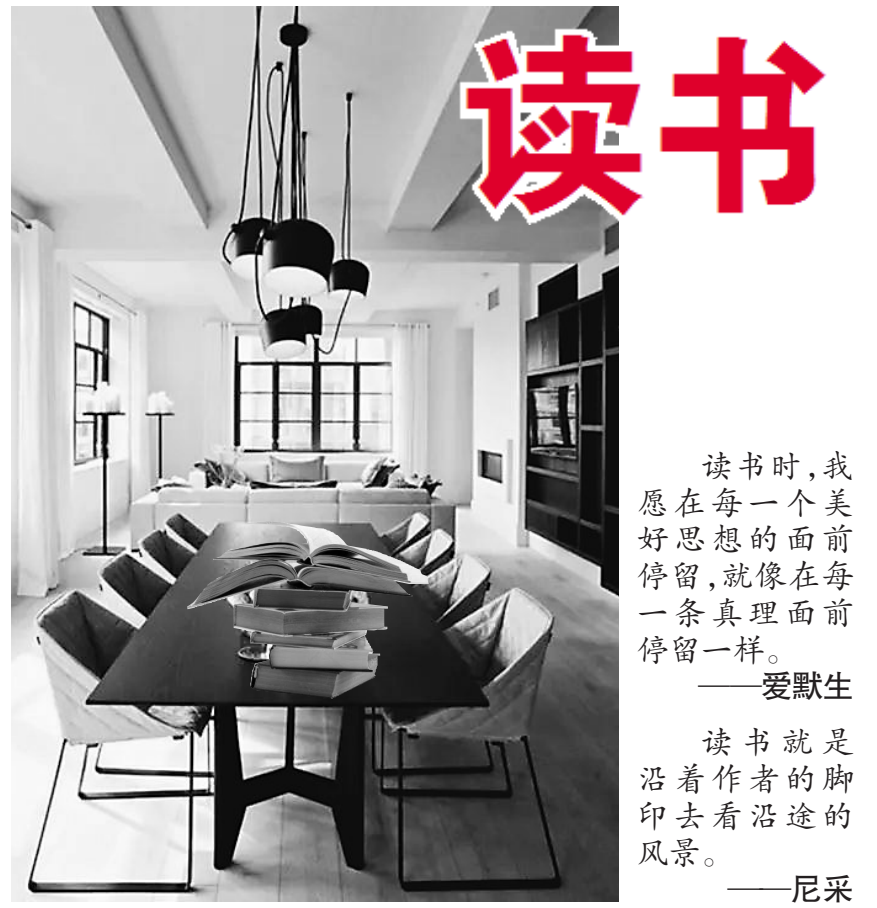 读书
读书时,我
愿在每一个美
好思想的面前
停留,就像在每
一条真理面前
停留一样。
——爱默生
读书就是
沿着作者的脚
印去看沿途的
风景。
——尼采